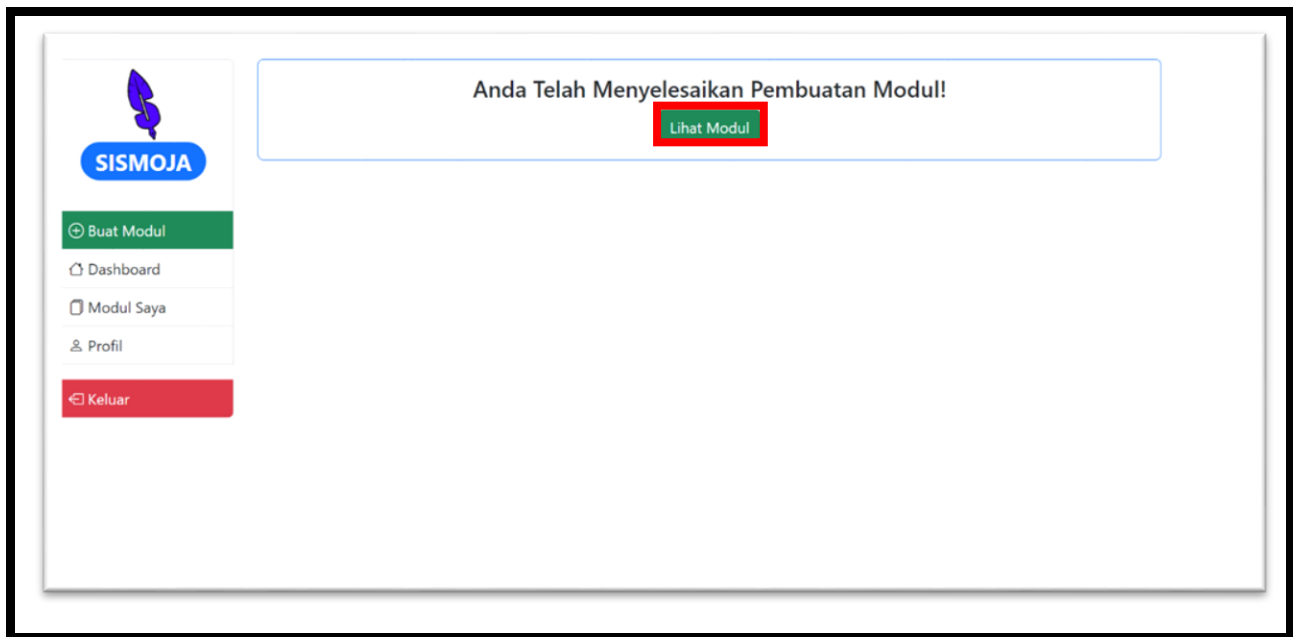 SISMOJA
Buat Modul
Dashboard
Modul Saya
Profil
Keluar
Anda Telah Menyelesaikan Pembuatan Modul!
Lihat Modul